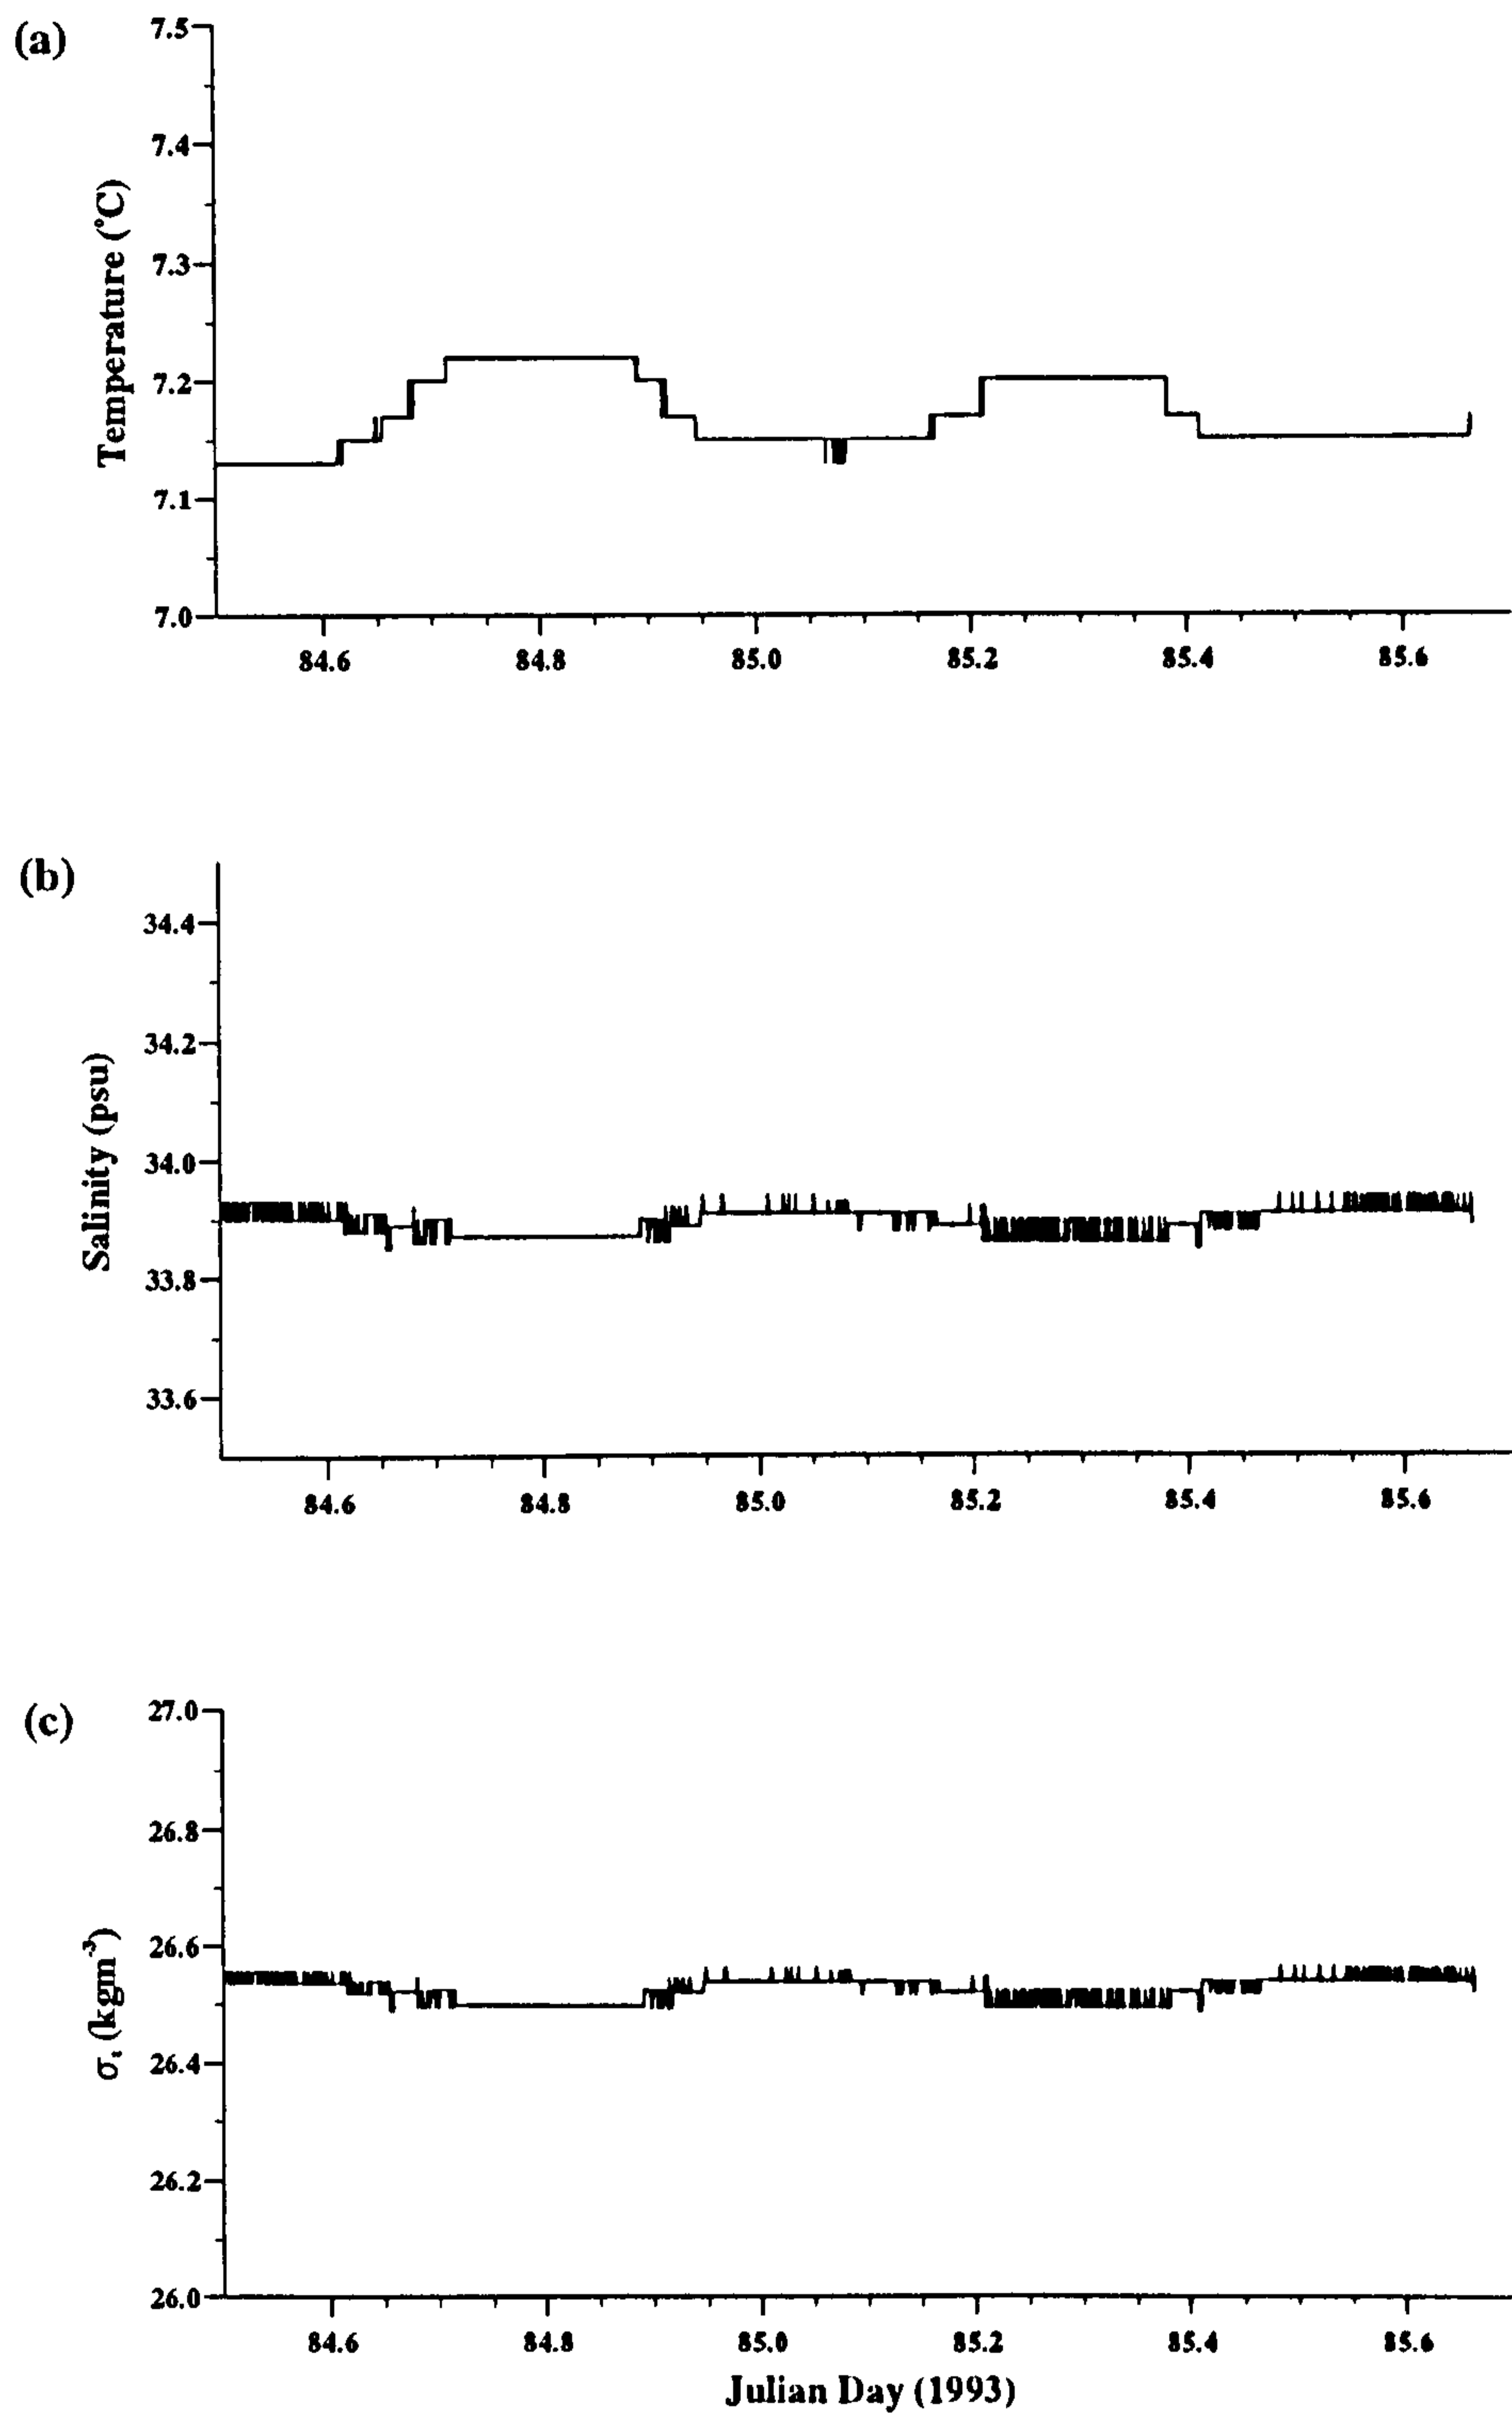 (a)
7.5
7.4
7.3
7.2
7.1
7.0
Temperature (°C)
84.6 84.8 85.0 85.2 85.4 85.6
(b)
34.4
34.2
34.0
33.8
33.6
Salinity (psu)
84.6 84.8 85.0 85.2 85.4 85.6
(c)
27.0
26.8
26.6
26.4
26.2
26.0
σt (kgm-3)
84.6 84.8 85.0 85.2 85.4 85.6
Julian Day (1993)